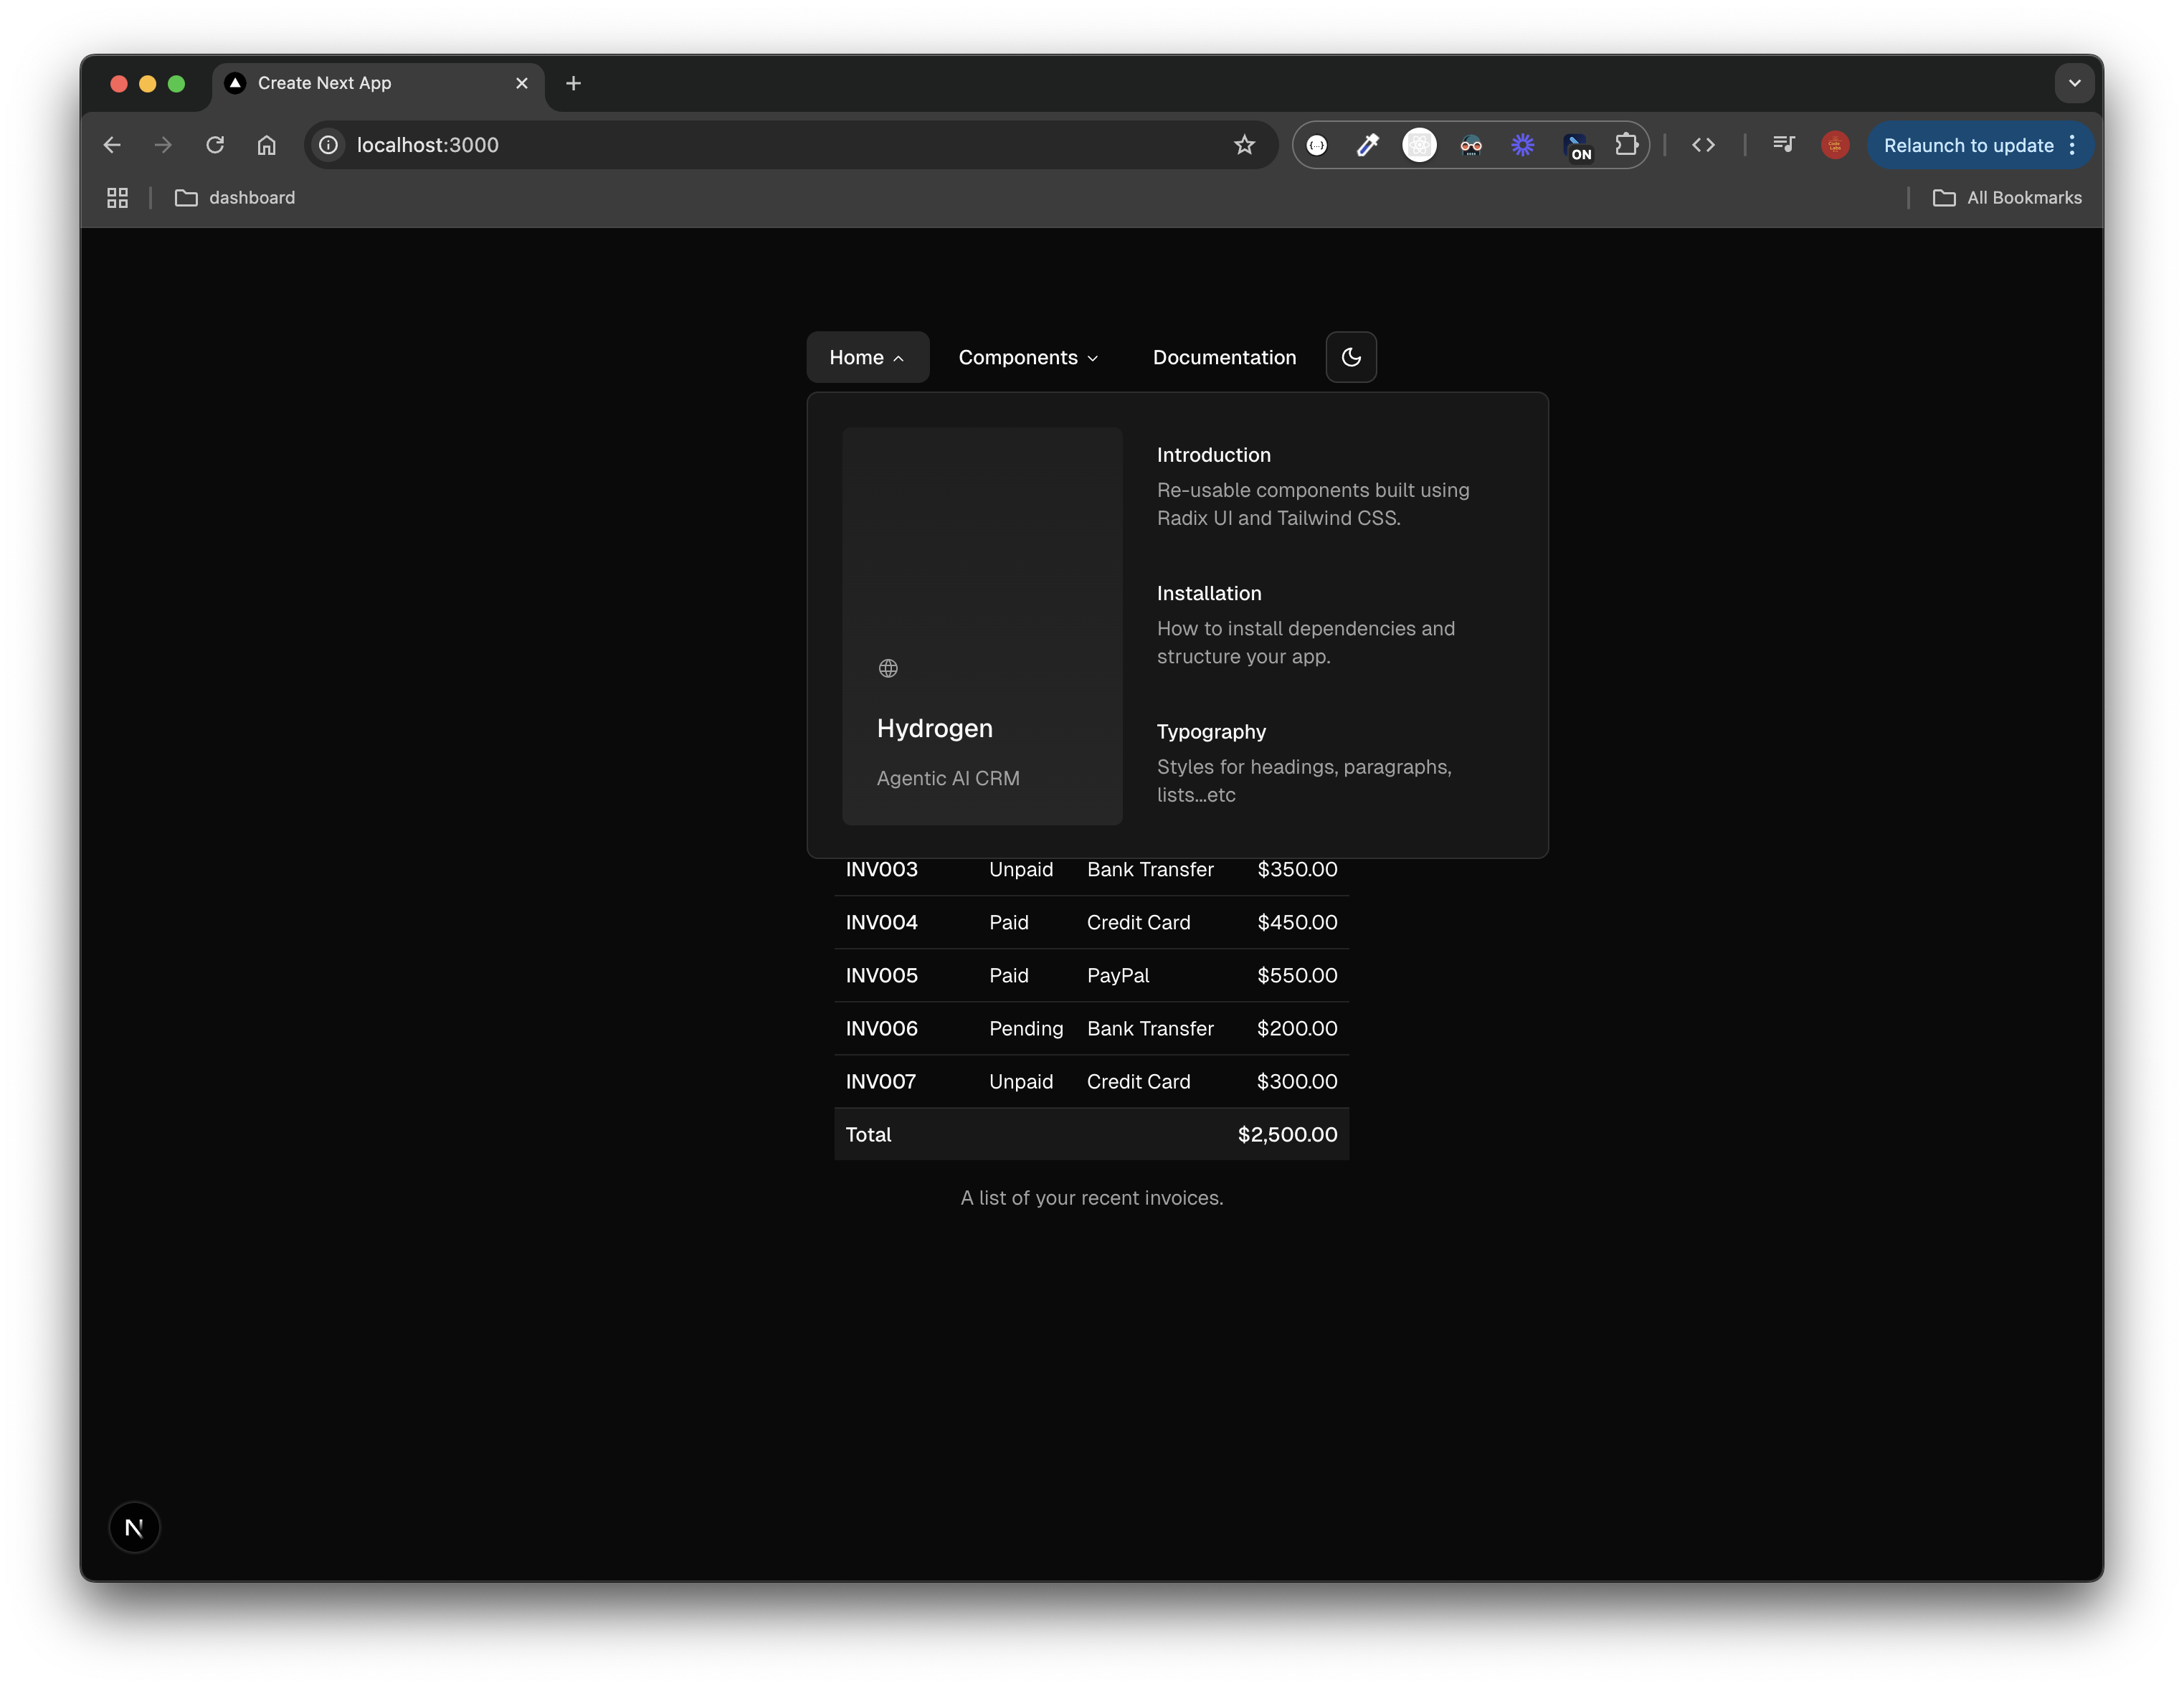 Create Next App
localhost:3000
ON
Relaunch to update
dashboard
All Bookmarks
Home Components Documentation
Introduction
Re-usable components built using
Radix UI and Tailwind CSS.
Installation
How to install dependencies and
structure your app.
Hydrogen
Agentic AI CRM
Typography
Styles for headings, paragraphs,
lists...etc
INV003 Unpaid Bank Transfer $350.00
INV004 Paid Credit Card $450.00
INV005 Paid PayPal $550.00
INV006 Pending Bank Transfer $200.00
INV007 Unpaid Credit Card $300.00
Total $2,500.00
A list of your recent invoices.
N